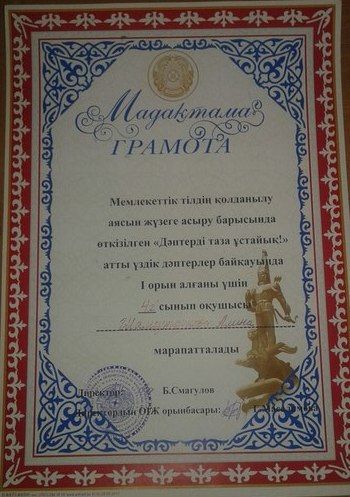 Мадақтама
ГРАМОТА
Мемлекеттік тілдің қолданылу
аясын жүзеге асыру барысында
өткізілген «Дәптерді таза ұстайық!»
атты үздік дәптерлер байқауында
I орын алғаны үшін
сынып оқушысы
Алина
марапатталады
Директор: Б.Смагулов
Директордың ОТЖ орынбасары: